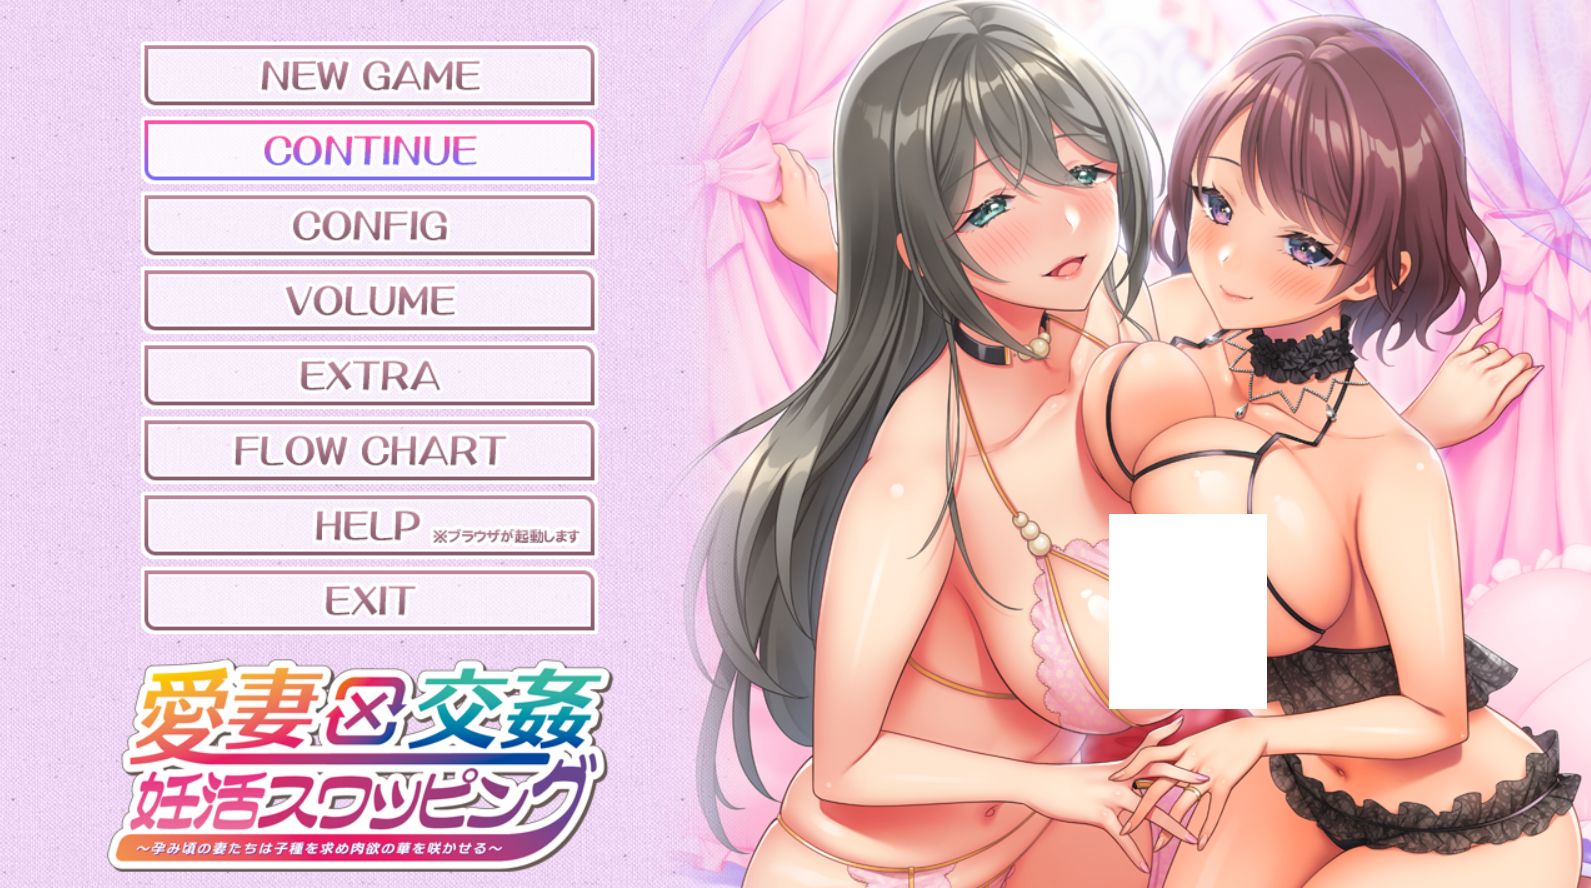 NEW GAME
CONTINUE
CONFIG
VOLUME
EXTRA
FLOW CHART
HELP ※ブラウザが起動します
EXIT
愛妻⇄交姦
妊活スワッピング
～孕み頃の妻たちは子種を求め肉欲の華を咲かせる～